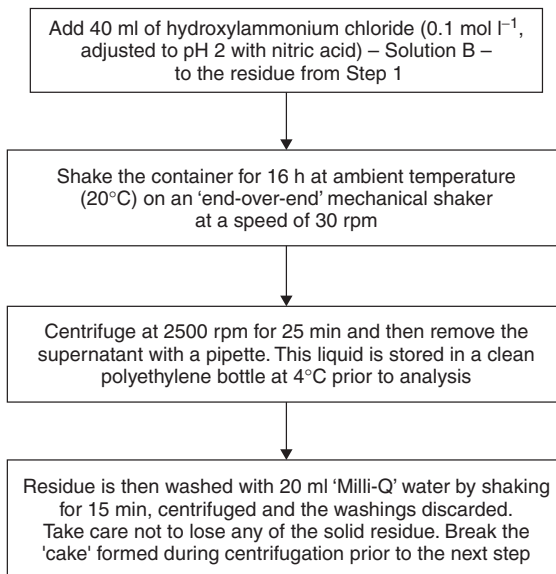 Add 40 ml of hydroxylammonium chloride (0.1 mol l⁻¹,
adjusted to pH 2 with nitric acid) – Solution B –
to the residue from Step 1
Shake the container for 16 h at ambient temperature
(20°C) on an ‘end-over-end’ mechanical shaker
at a speed of 30 rpm
Centrifuge at 2500 rpm for 25 min and then remove the
supernatant with a pipette. This liquid is stored in a clean
polyethylene bottle at 4°C prior to analysis
Residue is then washed with 20 ml ‘Milli-Q’ water by shaking
for 15 min, centrifuged and the washings discarded.
Take care not to lose any of the solid residue. Break the
'cake' formed during centrifugation prior to the next step